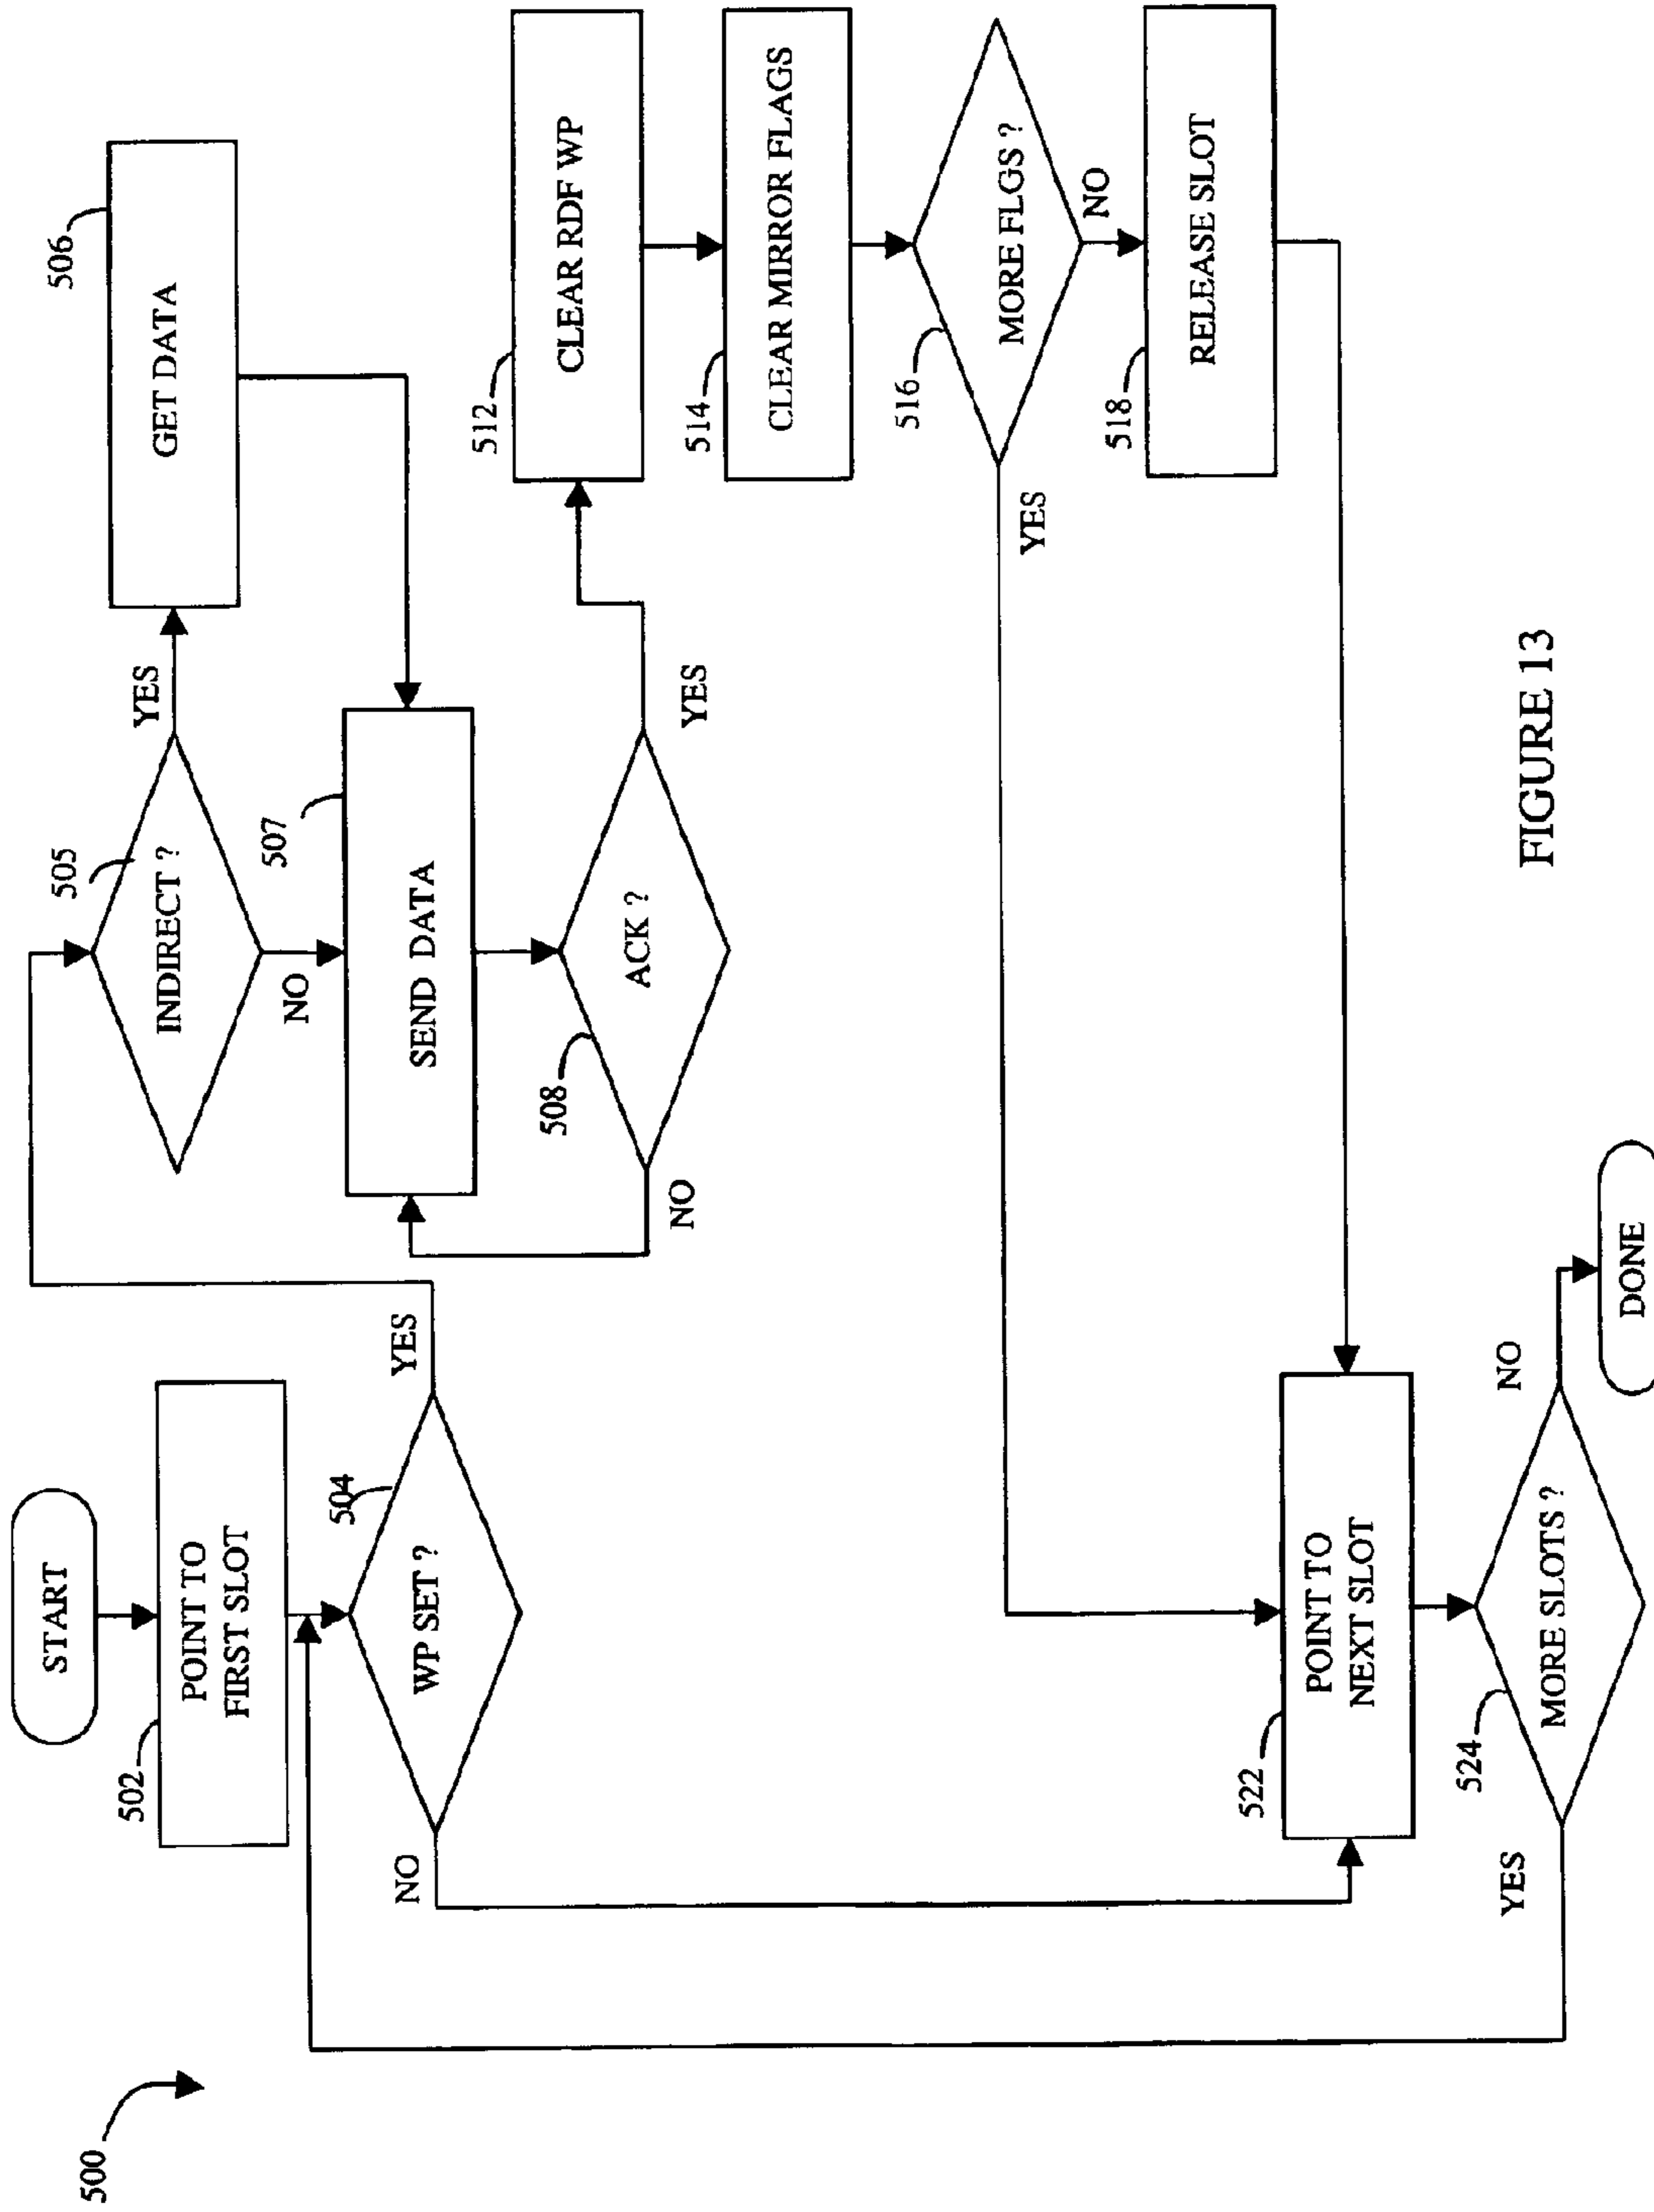 500
START
502
POINT TO
FIRST SLOT
504
WP SET ?
YES
NO
505
INDIRECT ?
YES
NO
506
GET DATA
507
SEND DATA
508
ACK ?
YES
NO
512
CLEAR RDF WP
514
CLEAR MIRROR FLAGS
516
MORE FLGS ?
YES
NO
518
RELEASE SLOT
522
POINT TO
NEXT SLOT
524
MORE SLOTS ?
YES
NO
DONE
FIGURE 13